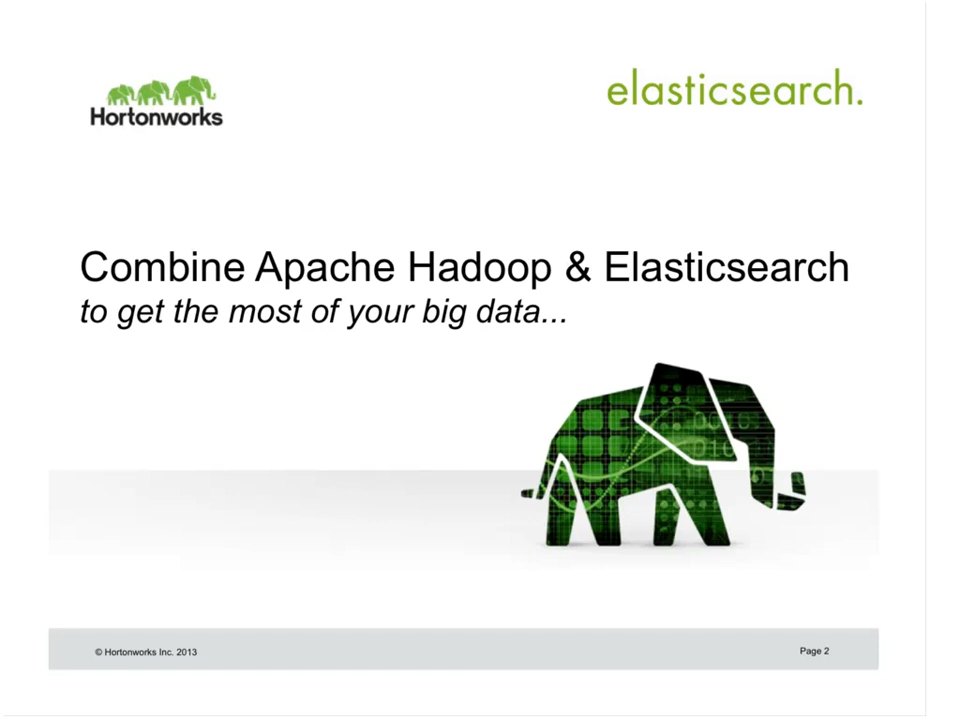 Hortonworks
elasticsearch.
Combine Apache Hadoop & Elasticsearch
to get the most of your big data...
© Hortonworks Inc. 2013
Page 2